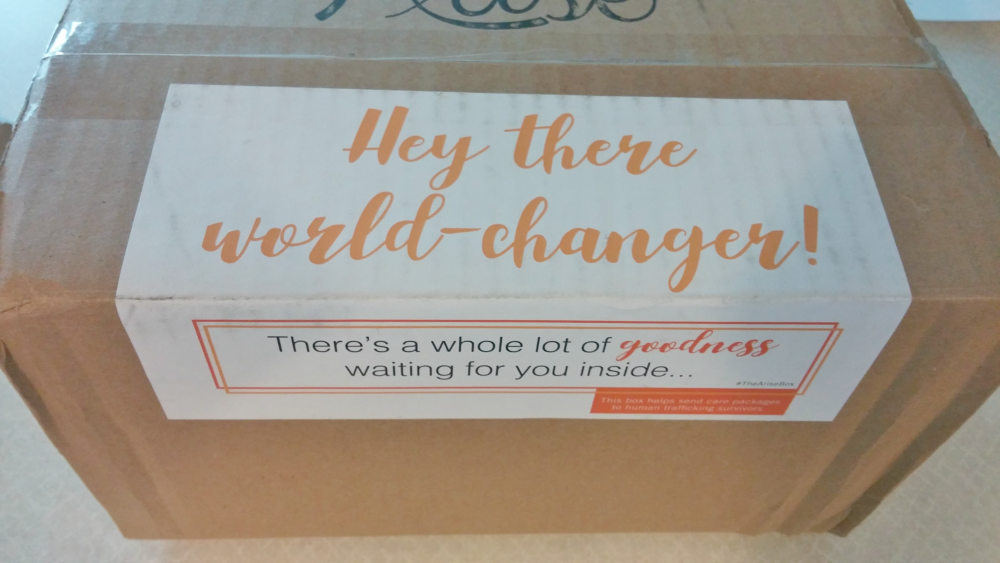 Hey there
world-changer!
There's a whole lot of goodness
waiting for you inside...
#TheAriseBox
This box helps send care packages
to human trafficking survivors.